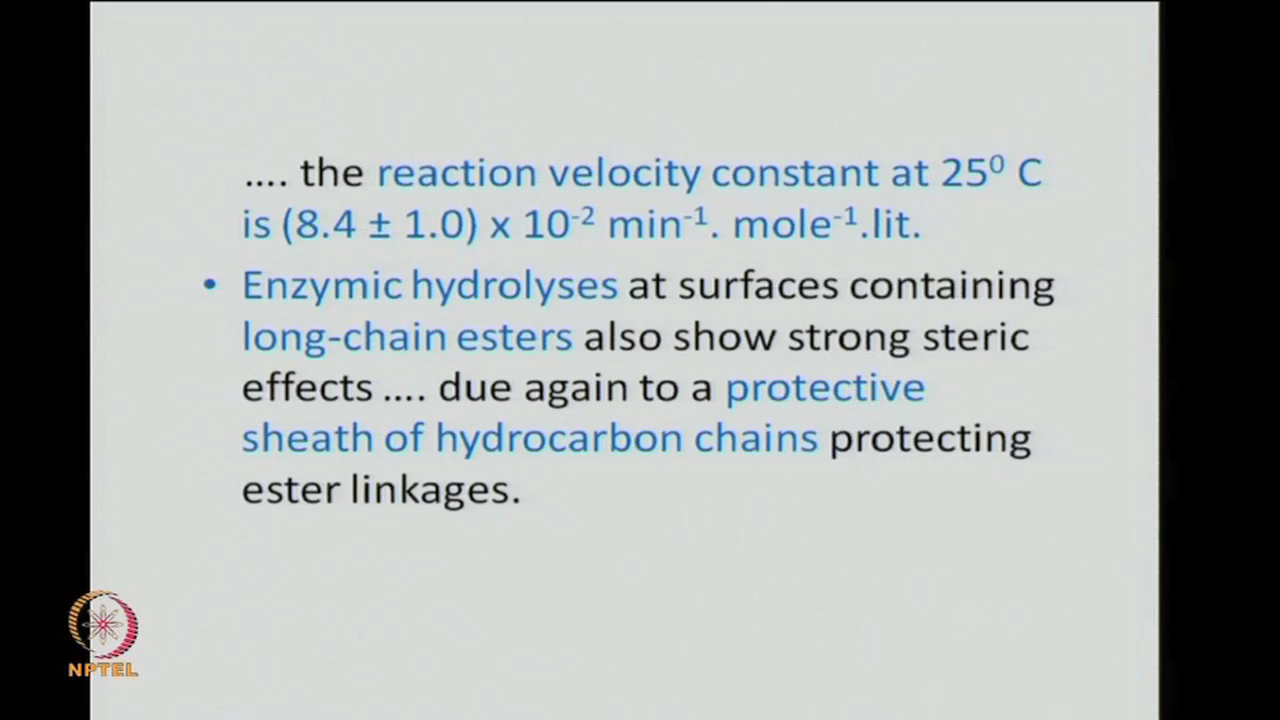 .... the reaction velocity constant at 25⁰ C
is (8.4 ± 1.0) x 10⁻² min⁻¹. mole⁻¹.lit.
• Enzymic hydrolyses at surfaces containing
long-chain esters also show strong steric
effects .... due again to a protective
sheath of hydrocarbon chains protecting
ester linkages.
NPTEL